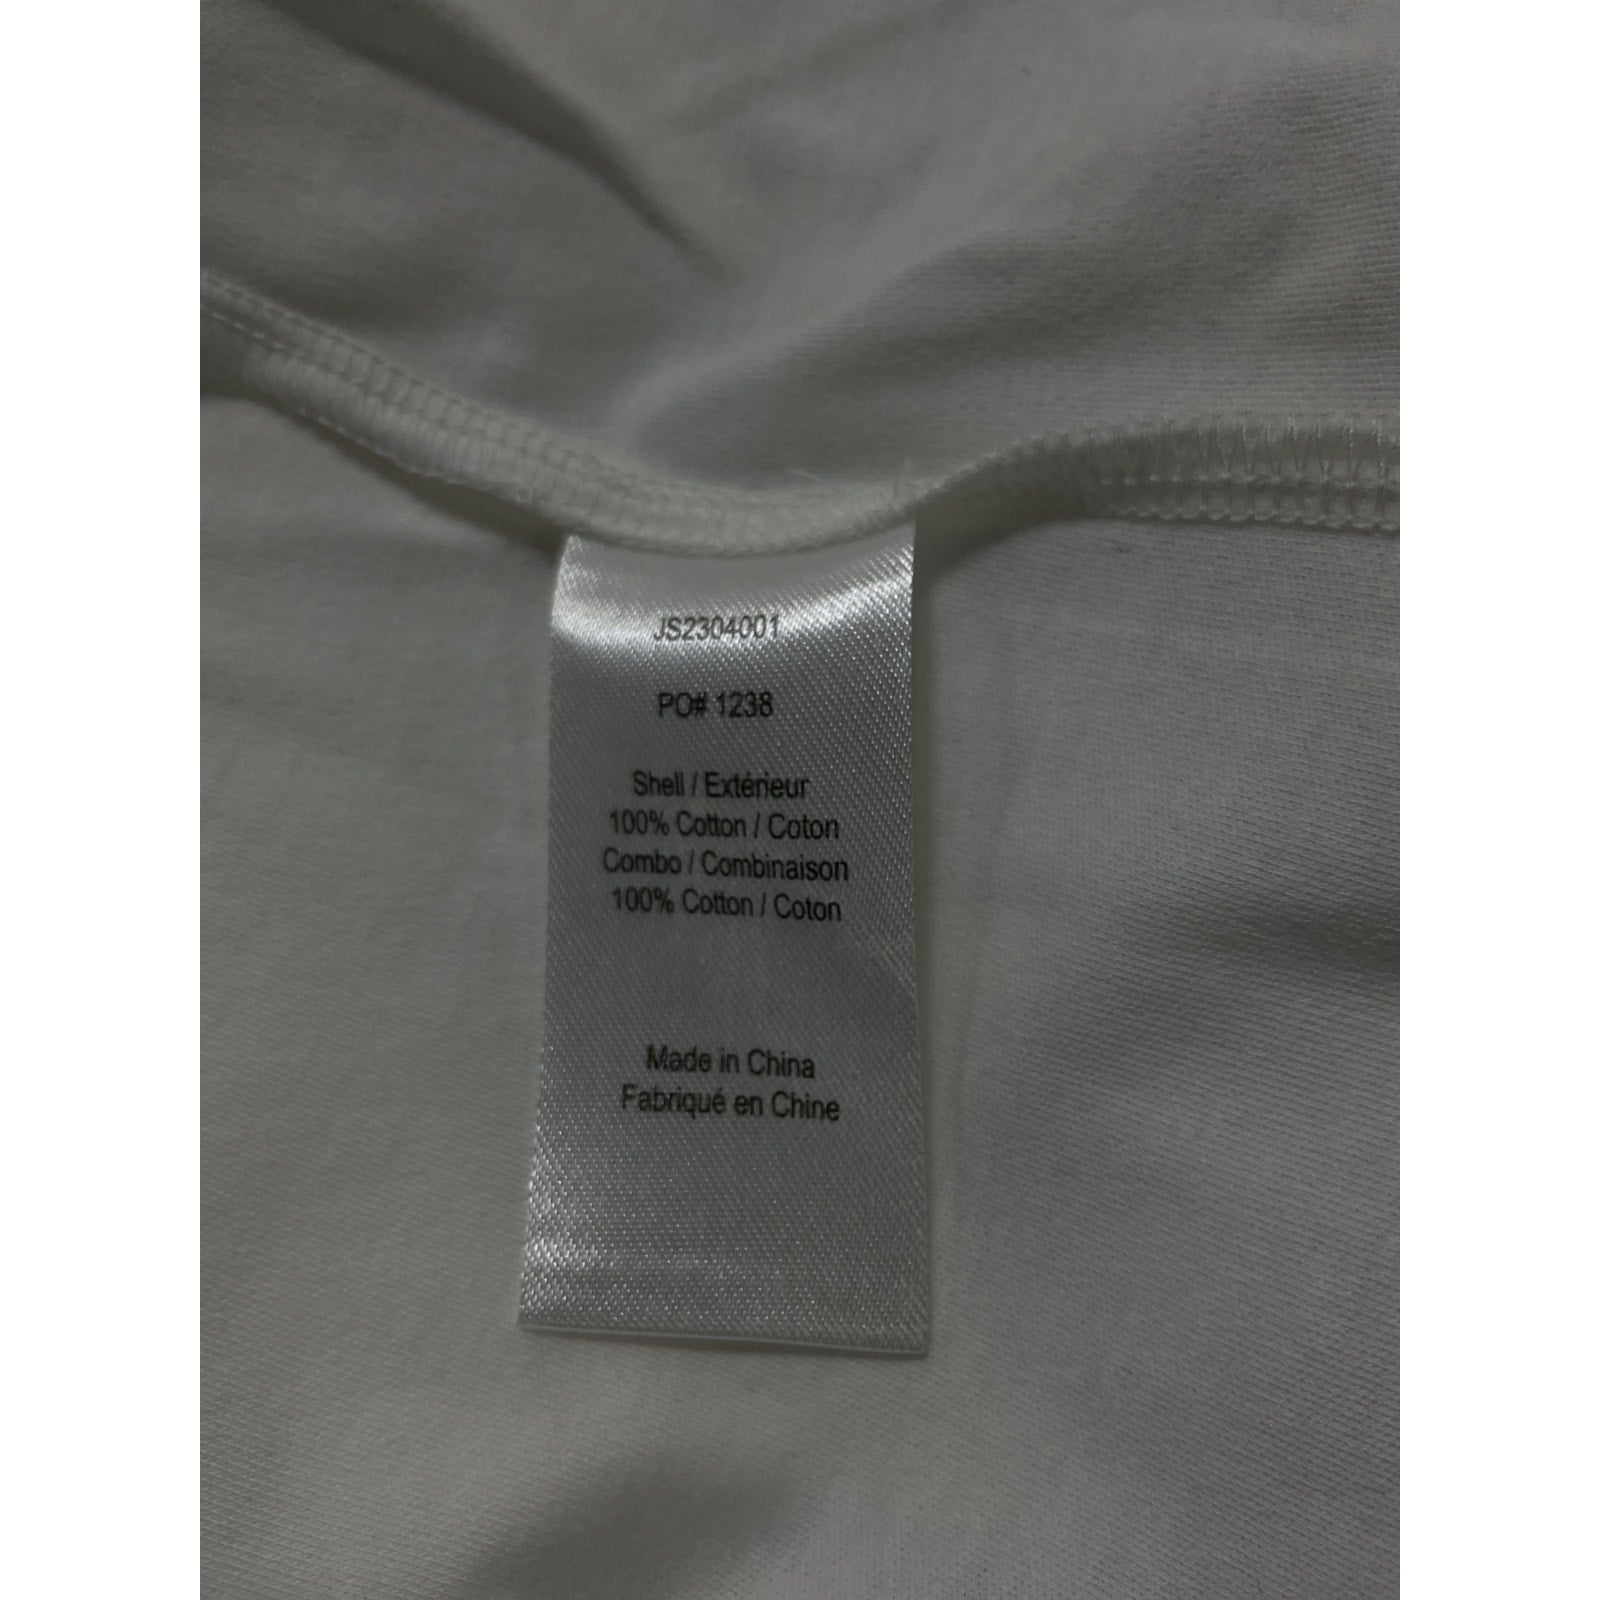 JS2304001
PO# 1238
Shell / Extérieur
100% Cotton / Coton
Combo / Combinaison
100% Cotton / Coton
Made in China
Fabriqué en Chine